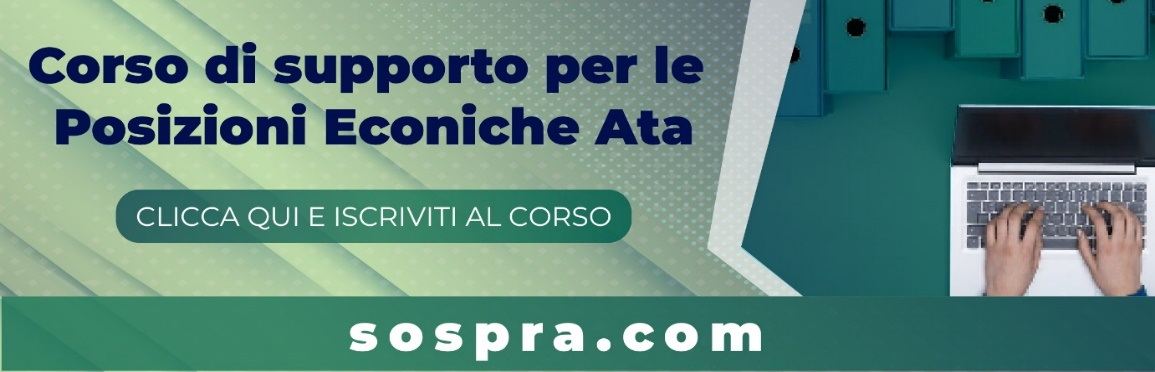 Corso di supporto per le
Posizioni Econiche Ata
CLICCA QUI E ISCRIVITI AL CORSO
sospra.com